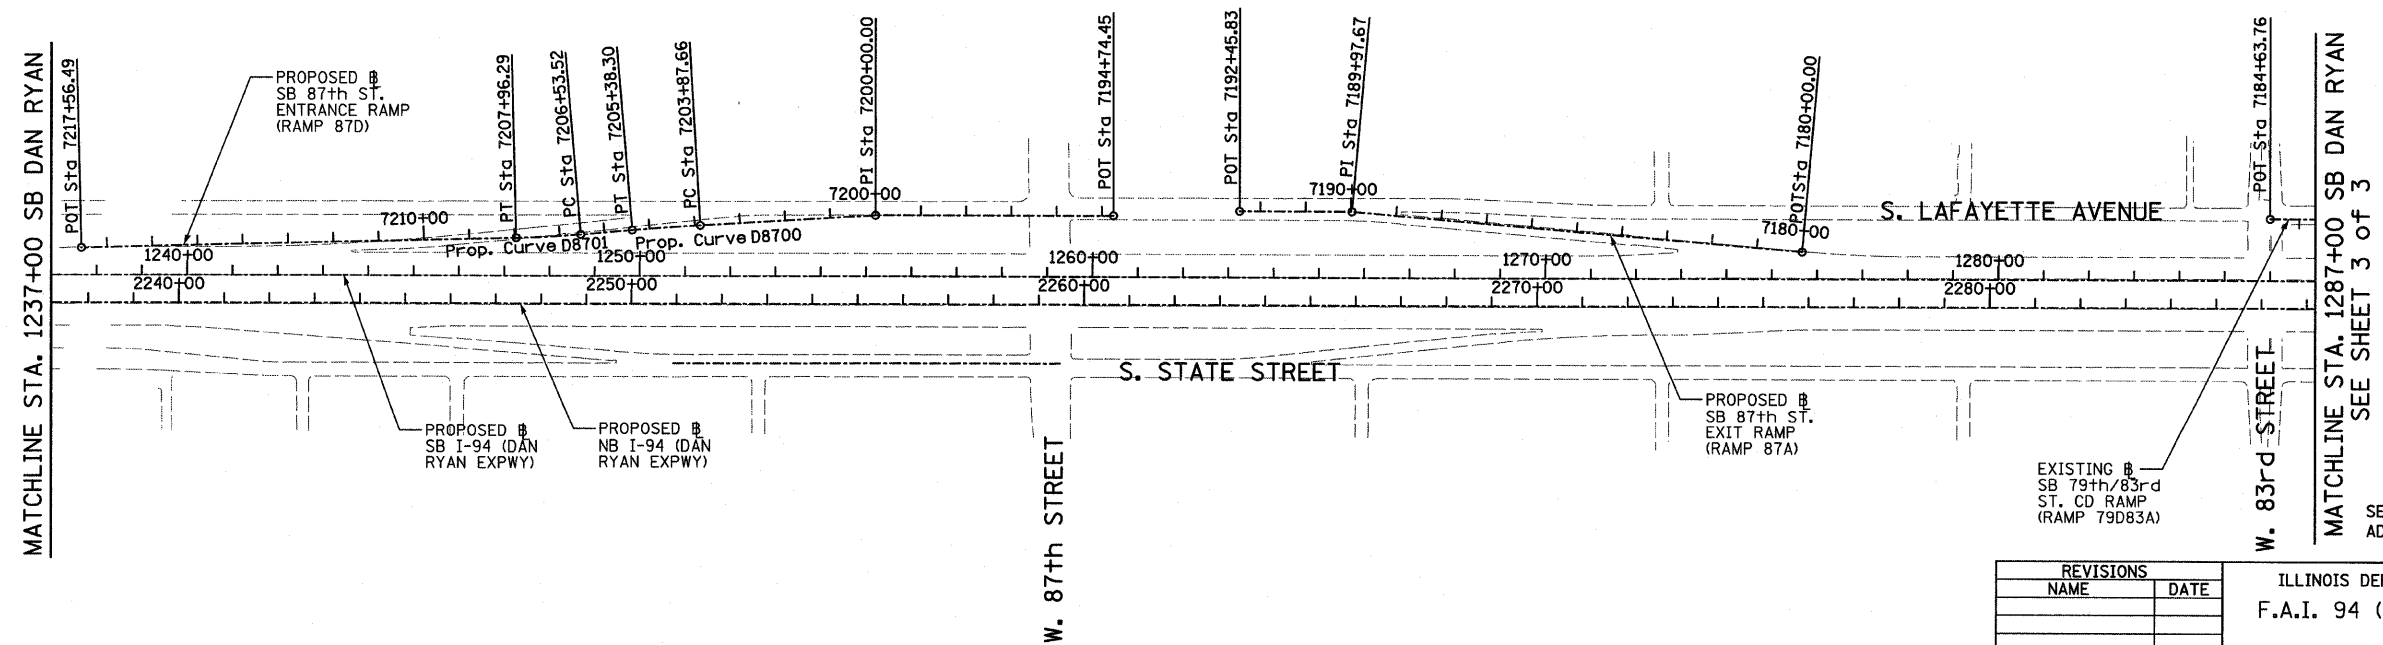 MATCHLINE STA. 1237+00 SB DAN RYAN
POT Sta 7217+56.49
PROPOSED ℄
SB 87th ST.
ENTRANCE RAMP
(RAMP 87D)
PT Sta 7207+96.29
PC Sta 7206+53.52
PT Sta 7205+38.30
PC Sta 7203+87.66
PI Sta 7200+00.00
POT Sta 7194+74.45
POT Sta 7192+45.83
PI Sta 7189+97.67
POTSta 7180+00.00
POT Sta 7184+63.76
MATCHLINE STA. 1287+00 SB DAN RYAN
SEE SHEET 3 of 3
7210+00
7200+00
7190+00
7180+00
S. LAFAYETTE AVENUE
Prop. Curve D8701
Prop. Curve D8700
1240+00
1250+00
1260+00
1270+00
1280+00
2240+00
2250+00
2260+00
2270+00
2280+00
S. STATE STREET
PROPOSED ℄
SB I-94 (DAN
RYAN EXPWY)
PROPOSED ℄
NB I-94 (DAN
RYAN EXPWY)
W. 87th STREET
PROPOSED ℄
SB 87th ST.
EXIT RAMP
(RAMP 87A)
EXISTING ℄
SB 79th/83rd
ST. CD RAMP
(RAMP 79D83A)
W. 83rd STREET
SE
AD
REVISIONS
NAME DATE
ILLINOIS DE
F.A.I. 94 (